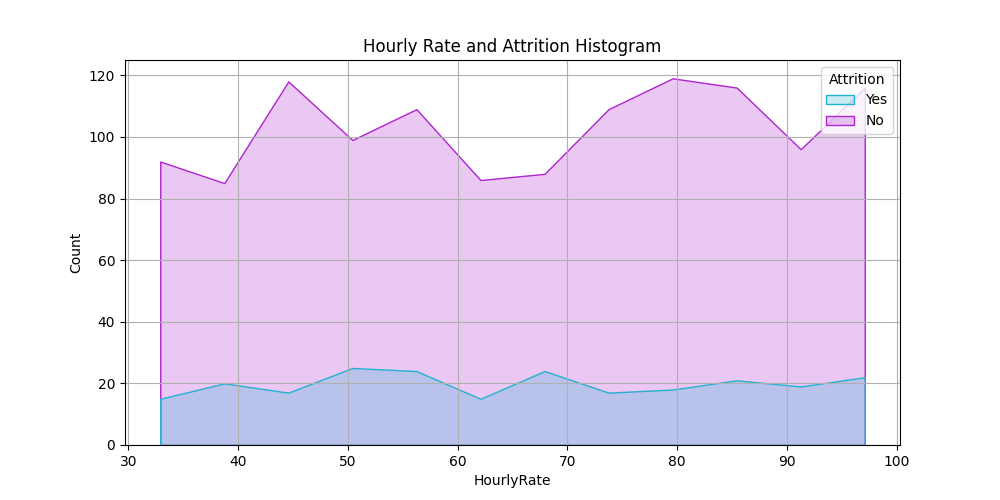 Hourly Rate and Attrition Histogram
Attrition
Yes
No
Count
120
100
80
60
40
20
0
30 40 50 60 70 80 90 100
HourlyRate